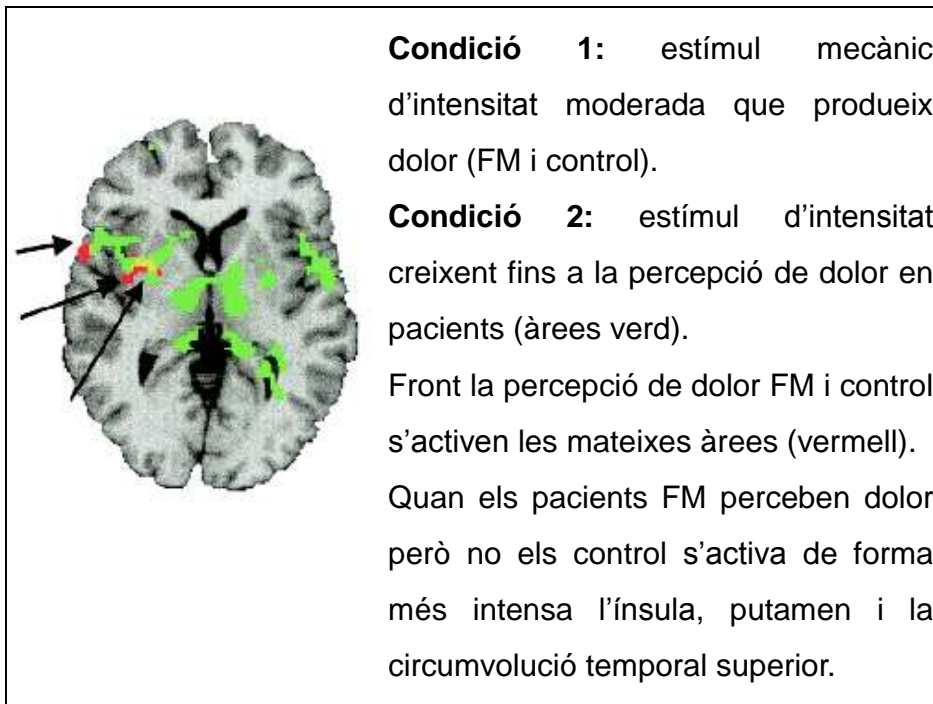 Condició 1: estímul mecànic
d’intensitat moderada que produeix
dolor (FM i control).
Condició 2: estímul d’intensitat
creixent fins a la percepció de dolor en
pacients (àrees verd).
Front la percepció de dolor FM i control
s’activen les mateixes àrees (vermell).
Quan els pacients FM perceben dolor
però no els control s’activa de forma
més intensa l’ínsula, putamen i la
circumvolució temporal superior.